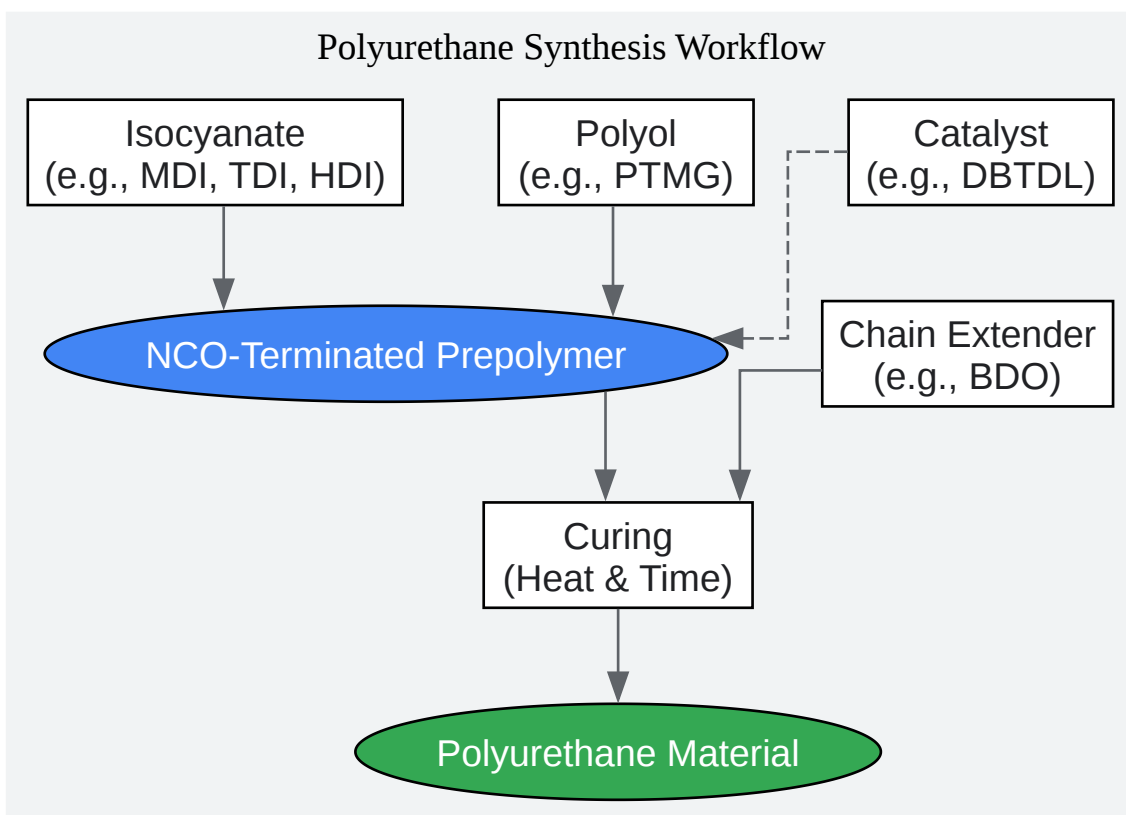 Polyurethane Synthesis Workflow
Isocyanate
(e.g., MDI, TDI, HDI)
Polyol
(e.g., PTMG)
Catalyst
(e.g., DBTDL)
NCO-Terminated Prepolymer
Chain Extender
(e.g., BDO)
Curing
(Heat & Time)
Polyurethane Material